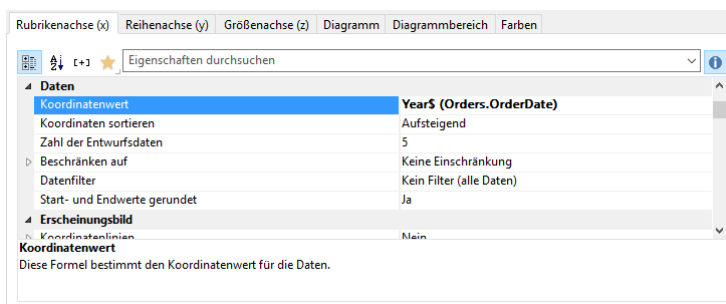 Rubrikenachse (x) Reihenachse (y) Größenachse (z) Diagramm Diagrammbereich Farben
Eigenschaften durchsuchen
Daten
Koordinatenwert Year$ (Orders.OrderDate)
Koordinaten sortieren Aufsteigend
Zahl der Entwurfsdaten 5
Beschränken auf Keine Einschränkung
Datenfilter Kein Filter (alle Daten)
Start- und Endwerte gerundet Ja
Erscheinungsbild
Koordinatenlinien Nein
Koordinatenwert
Diese Formel bestimmt den Koordinatenwert für die Daten.